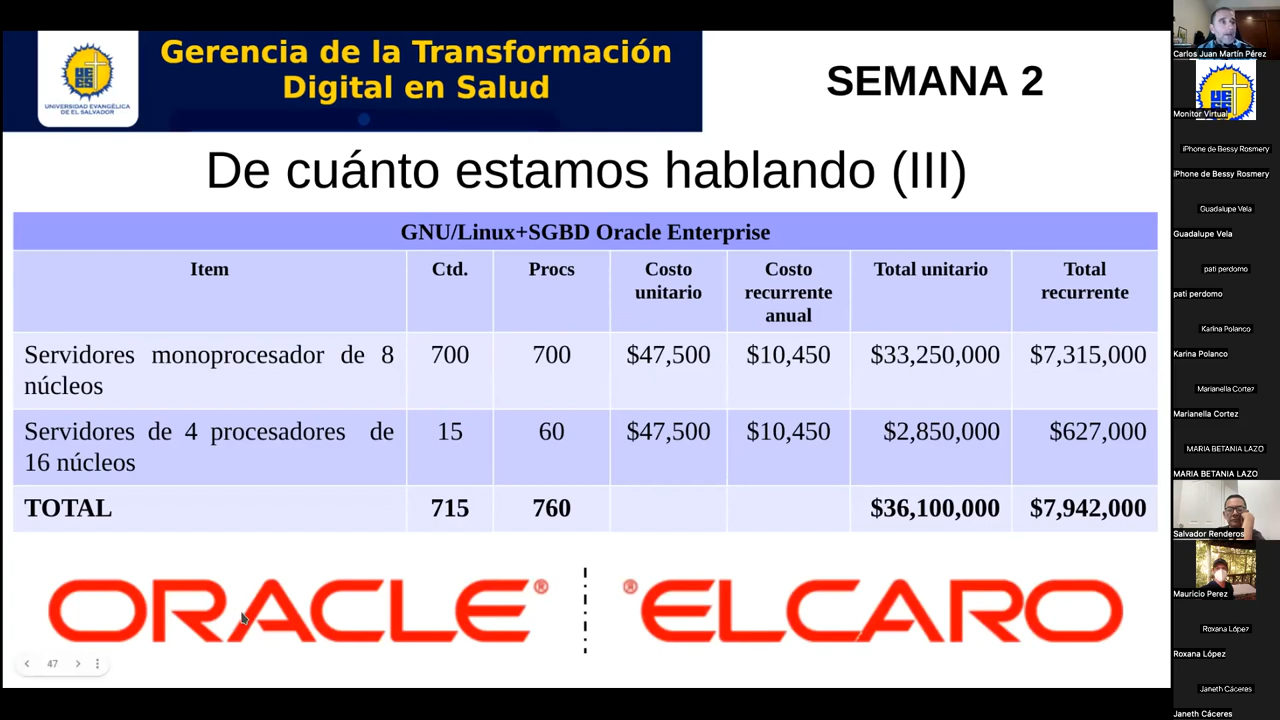 UNIVERSIDAD EVANGÉLICA
DE EL SALVADOR
Gerencia de la Transformación
Digital en Salud
SEMANA 2
De cuánto estamos hablando (III)
GNU/Linux+SGBD Oracle Enterprise
Item Ctd. Procs Costo unitario Costo recurrente anual Total unitario Total recurrente
Servidores monoprocesador de 8 núcleos 700 700 $47,500 $10,450 $33,250,000 $7,315,000
Servidores de 4 procesadores de 16 núcleos 15 60 $47,500 $10,450 $2,850,000 $627,000
TOTAL 715 760 $36,100,000 $7,942,000
ORACLE® ®ELCARO
47
Carlos Juan Martín Pérez
UEES
Monitor Virtual
iPhone de Bessy Rosmery
iPhone de Bessy Rosmery
Guadalupe Vela
Guadalupe Vela
pati perdomo
pati perdomo
Karina Polanco
Karina Polanco
Marianella Cortez
Marianella Cortez
MARIA BETANIA LAZO
MARIA BETANIA LAZO
Salvador Renderos
Mauricio Perez
Roxana López
Roxana López
Janeth Cáceres
Janeth Cáceres